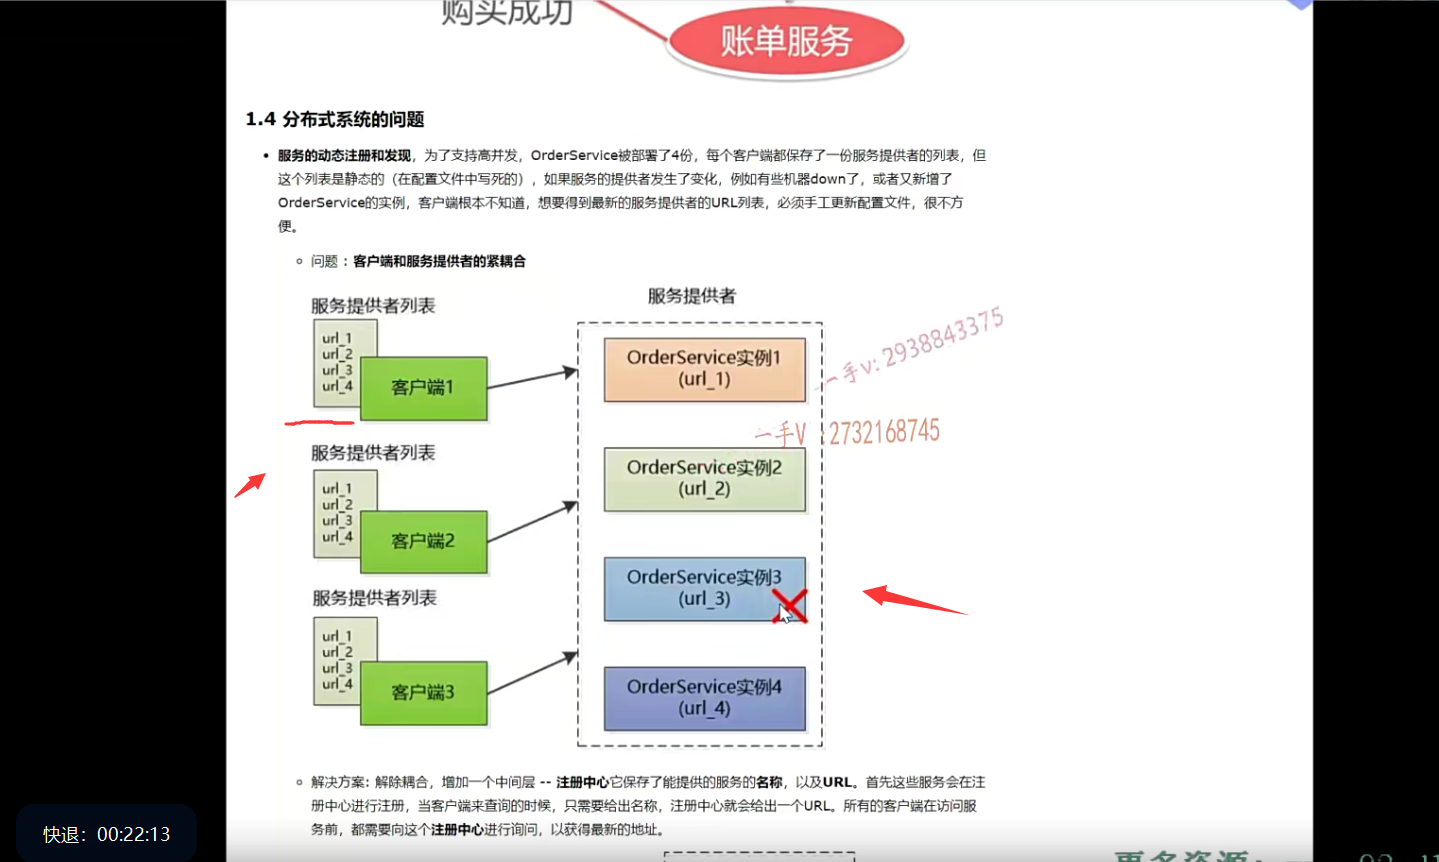 购买成功
账单服务
1.4 分布式系统的问题
• 服务的动态注册和发现，为了支持高并发，OrderService被部署了4份，每个客户端都保存了一份服务提供者的列表，但
这个列表是静态的（在配置文件中写死的），如果服务的提供者发生了变化，例如有些机器down了，或者又新增了
OrderService的实例，客户端根本不知道，想要得到最新的服务提供者的URL列表，必须手工更新配置文件，很不方
便。
◦ 问题：客户端和服务提供者的紧耦合
服务提供者列表
url_1
url_2
url_3
url_4
客户端1
服务提供者列表
url_1
url_2
url_3
url_4
客户端2
服务提供者列表
url_1
url_2
url_3
url_4
客户端3
服务提供者
OrderService实例1
(url_1)
OrderService实例2
(url_2)
OrderService实例3
(url_3)
OrderService实例4
(url_4)
一手v: 2938843375
一手V :2732168745
◦ 解决方案: 解除耦合，增加一个中间层 -- 注册中心它保存了能提供的服务的名称，以及URL。首先这些服务会在注
册中心进行注册，当客户端来查询的时候，只需要给出名称，注册中心就会给出一个URL。所有的客户端在访问服
务前，都需要向这个注册中心进行询问，以获得最新的地址。
快退：00:22:13
更多资源: